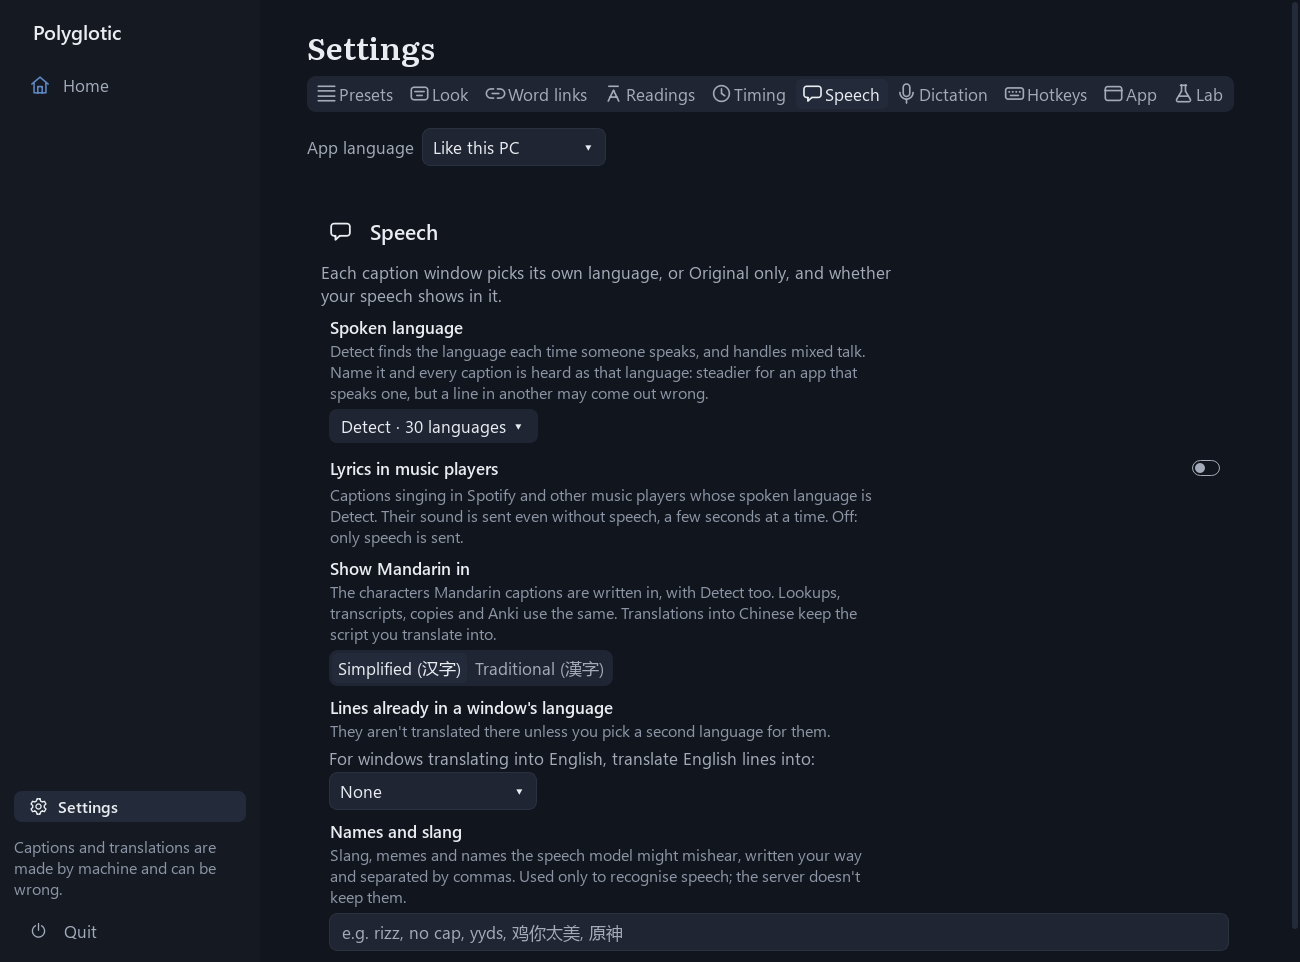 Polyglotic
Home
Settings
Presets Look Word links Readings Timing Speech Dictation Hotkeys App Lab
App language Like this PC
Speech
Each caption window picks its own language, or Original only, and whether
your speech shows in it.
Spoken language
Detect finds the language each time someone speaks, and handles mixed talk.
Name it and every caption is heard as that language: steadier for an app that
speaks one, but a line in another may come out wrong.
Detect · 30 languages
Lyrics in music players
Captions singing in Spotify and other music players whose spoken language is
Detect. Their sound is sent even without speech, a few seconds at a time. Off:
only speech is sent.
Show Mandarin in
The characters Mandarin captions are written in, with Detect too. Lookups,
transcripts, copies and Anki use the same. Translations into Chinese keep the
script you translate into.
Simplified (汉字) Traditional (漢字)
Lines already in a window's language
They aren't translated there unless you pick a second language for them.
For windows translating into English, translate English lines into:
None
Names and slang
Slang, memes and names the speech model might mishear, written your way
and separated by commas. Used only to recognise speech; the server doesn't
keep them.
e.g. rizz, no cap, yyds, 鸡你太美, 原神
Settings
Captions and translations are
made by machine and can be
wrong.
Quit